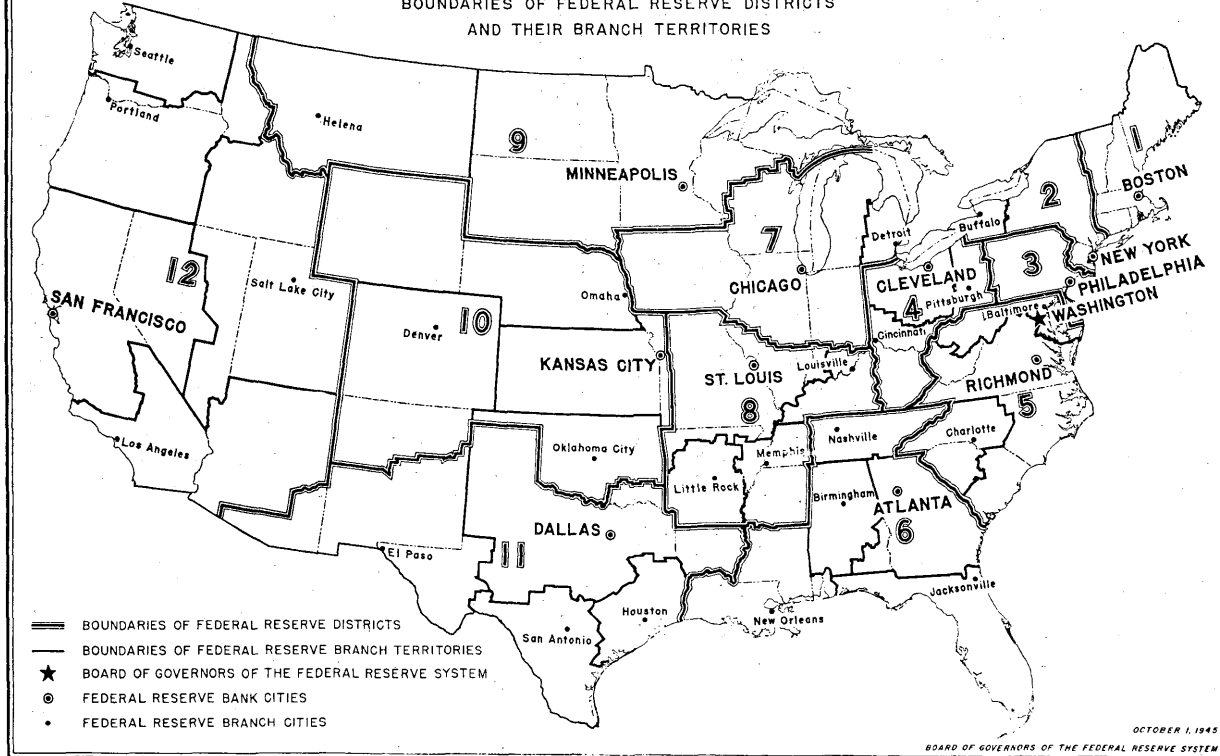 BOUNDARIES OF FEDERAL RESERVE DISTRICTS
AND THEIR BRANCH TERRITORIES
Seattle
Portland
Helena
9
MINNEAPOLIS
1
BOSTON
2
Buffalo
Detroit
7
CHICAGO
CLEVELAND
4
Pittsburgh
3
NEW YORK
PHILADELPHIA
WASHINGTON
Baltimore
Cincinnati
12
SAN FRANCISCO
Salt Lake City
Omaha
Denver
10
KANSAS CITY
ST. LOUIS
Louisville
8
RICHMOND
5
Los Angeles
Oklahoma City
Memphis
Nashville
Charlotte
Little Rock
Birmingham
ATLANTA
6
DALLAS
11
El Paso
Houston
San Antonio
New Orleans
Jacksonville
BOUNDARIES OF FEDERAL RESERVE DISTRICTS
BOUNDARIES OF FEDERAL RESERVE BRANCH TERRITORIES
BOARD OF GOVERNORS OF THE FEDERAL RESERVE SYSTEM
FEDERAL RESERVE BANK CITIES
FEDERAL RESERVE BRANCH CITIES
OCTOBER 1, 1945
BOARD OF GOVERNORS OF THE FEDERAL RESERVE SYSTEM